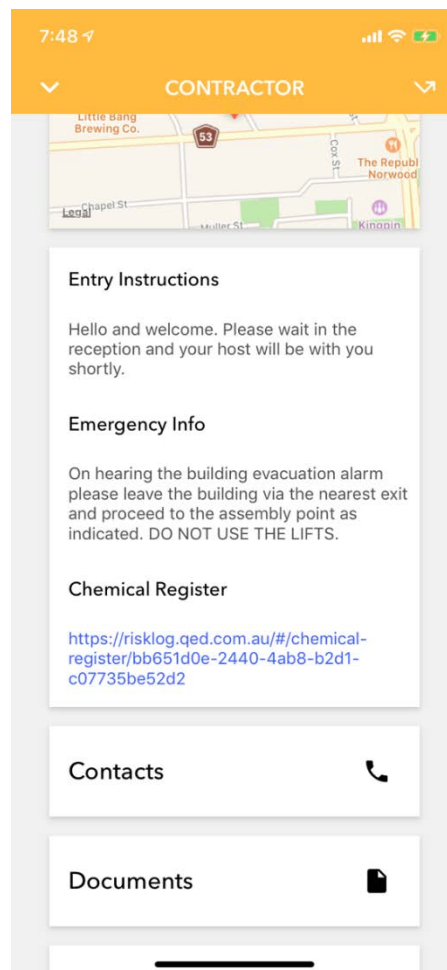 7:48
CONTRACTOR
Little Bang
Brewing Co.
53
Cox St
The Republ
Norwood
Legal
Chapel St
Muller St
Kingpin
Entry Instructions
Hello and welcome. Please wait in the
reception and your host will be with you
shortly.
Emergency Info
On hearing the building evacuation alarm
please leave the building via the nearest exit
and proceed to the assembly point as
indicated. DO NOT USE THE LIFTS.
Chemical Register
https://risklog.qed.com.au/#/chemical-
register/bb651d0e-2440-4ab8-b2d1-
c07735be52d2
Contacts
Documents